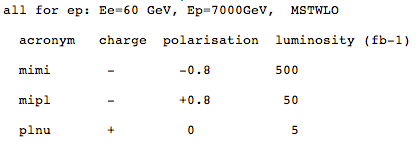 all for ep: Ee=60 GeV, Ep=7000GeV, MSTWLO
acronym charge polarisation luminosity (fb-1)
mimi - -0.8 500
mipl - +0.8 50
plnu + 0 5